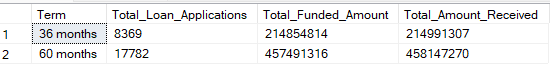 Term Total_Loan_Applications Total_Funded_Amount Total_Amount_Received
1 36 months 8369 214854814 214991307
2 60 months 17782 457491316 458147270